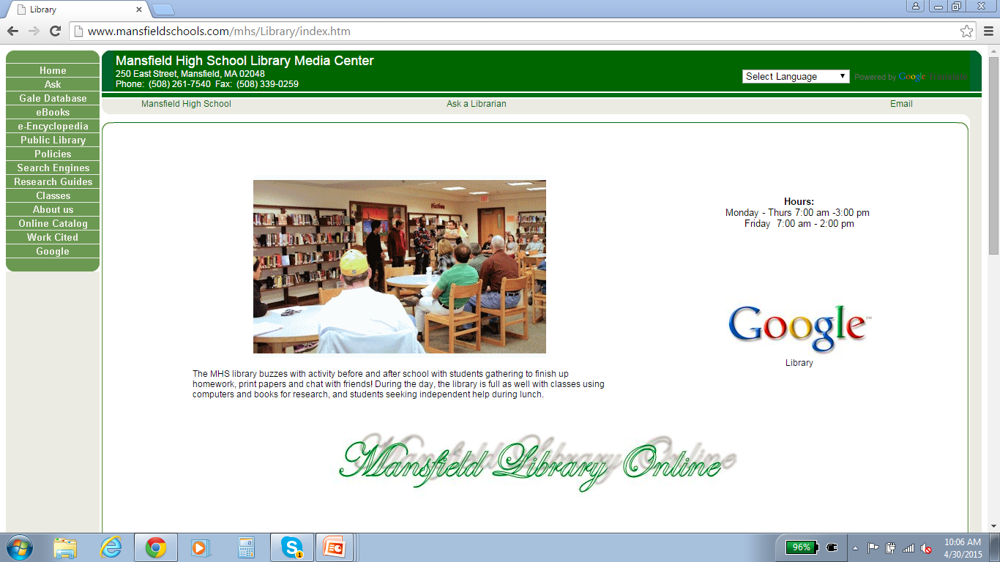 Library
www.mansfieldschools.com/mhs/Library/index.htm
Home
Ask
Gale Database
eBooks
e-Encyclopedia
Public Library
Policies
Search Engines
Research Guides
Classes
About us
Online Catalog
Work Cited
Google
Mansfield High School Library Media Center
250 East Street, Mansfield, MA 02048
Phone: (508) 261-7540 Fax: (508) 339-0259
Select Language
Powered by Google Translate
Mansfield High School
Ask a Librarian
Email
Fiction
Hours:
Monday - Thurs 7:00 am -3:00 pm
Friday 7:00 am - 2:00 pm
Google™
Library
The MHS library buzzes with activity before and after school with students gathering to finish up
homework, print papers and chat with friends! During the day, the library is full as well with classes using
computers and books for research, and students seeking independent help during lunch.
Mansfield Library Online
1
96%
10:06 AM
4/30/2015